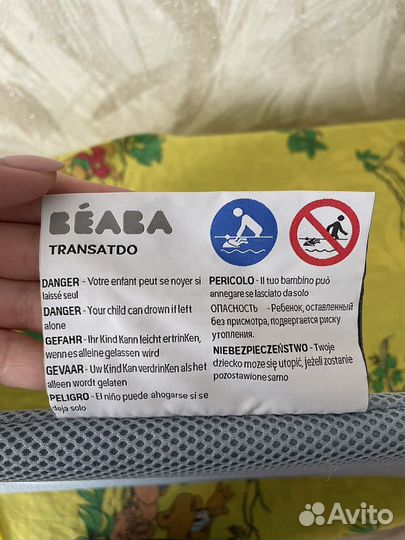 BÉABA
TRANSATDO
DANGER - Votre enfant peut se noyer si
laissé seul
DANGER - Your child can drown if left
alone
GEFAHR - Ihr Kind Kann leicht ertrinKen,
wenn es alleine gelassen wird
GEVAAR - Uw Kind Kan verdrinKen als het
alleen wordt gelaten
PELIGRO - El niño puede ahogarse si se
deja solo
PERICOLO - Il tuo bambino può
annegare se lasciato da solo
ОПАСНОСТЬ - Ребенок, оставленный
без присмотра, подвергается риску
утопления.
NIEBEZPIECZEŃSTWO - Twoje
dziecko może się utopić, jeżeli zostanie
pozostawione samo
Avito